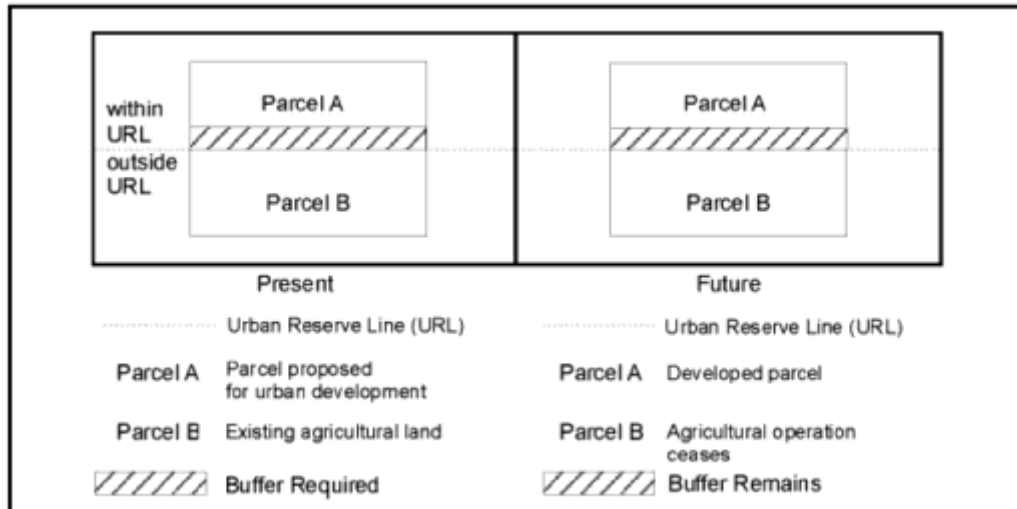 within
URL
outside
URL
Parcel A
Parcel B
Parcel A
Parcel B
Present
Future
Urban Reserve Line (URL)
Parcel A Parcel proposed
for urban development
Parcel B Existing agricultural land
Buffer Required
Urban Reserve Line (URL)
Parcel A Developed parcel
Parcel B Agricultural operation
ceases
Buffer Remains